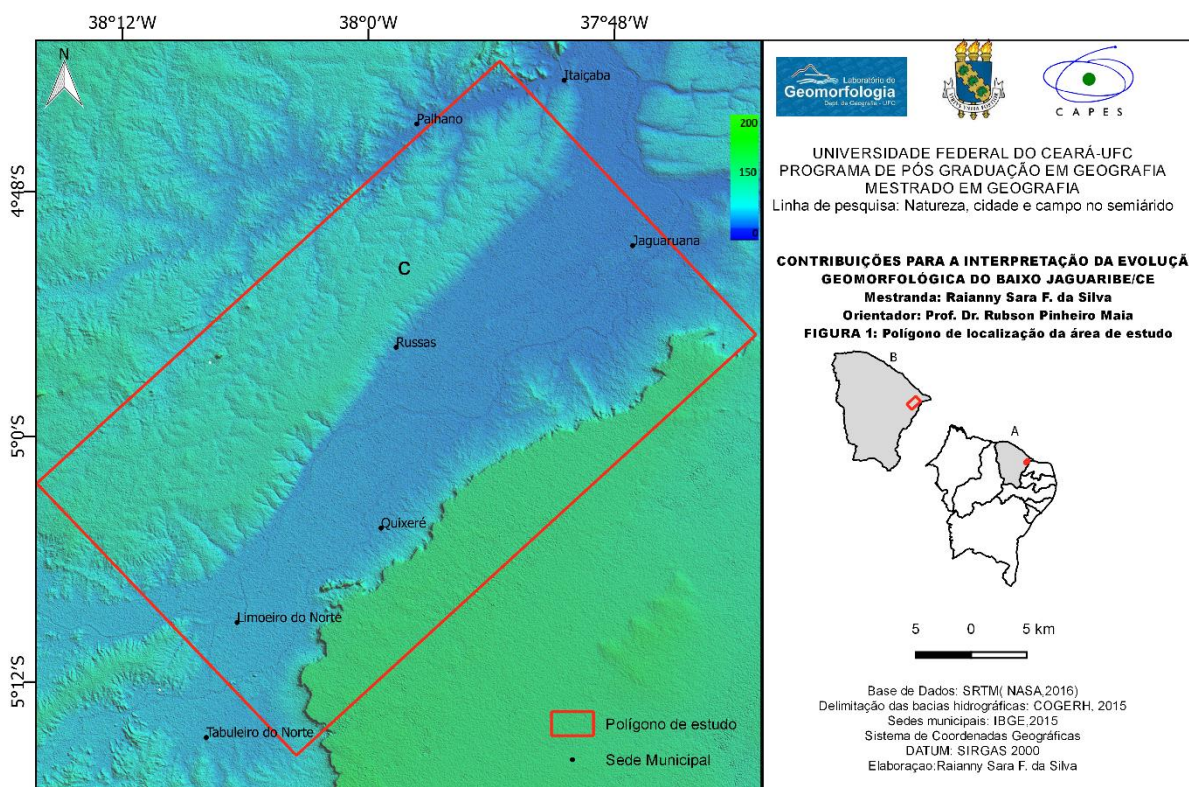 38°12'W
38°0'W
37°48'W
N
Itaiçaba
Palhano
200
150
0
4°48'S
Jaguaruana
C
Russas
5°0'S
Quixeré
Limoeiro do Norte
5°12'S
Tabuleiro do Norte
Polígono de estudo
Sede Municipal
Laboratório de
Geomorfologia
Dept. de Geografia - UFC
CAPES
UNIVERSIDADE FEDERAL DO CEARÁ-UFC
PROGRAMA DE PÓS GRADUAÇÃO EM GEOGRAFIA
MESTRADO EM GEOGRAFIA
Linha de pesquisa: Natureza, cidade e campo no semiárido
CONTRIBUIÇÕES PARA A INTERPRETAÇÃO DA EVOLUÇÃ
GEOMORFOLÓGICA DO BAIXO JAGUARIBE/CE
Mestranda: Raianny Sara F. da Silva
Orientador: Prof. Dr. Rubson Pinheiro Maia
FIGURA 1: Polígono de localização da área de estudo
B
A
5 0 5 km
Base de Dados: SRTM( NASA,2016)
Delimitação das bacias hidrográficas: COGERH, 2015
Sedes municipais: IBGE,2015
Sistema de Coordenadas Geográficas
DATUM: SIRGAS 2000
Elaboraçao:Raianny Sara F. da Silva